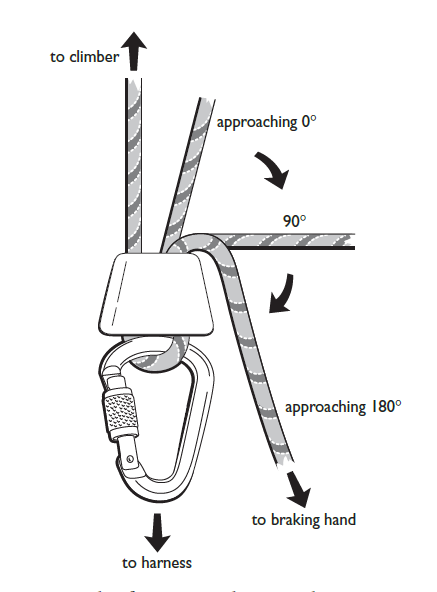 to climber
approaching 0°
90°
approaching 180°
to braking hand
to harness